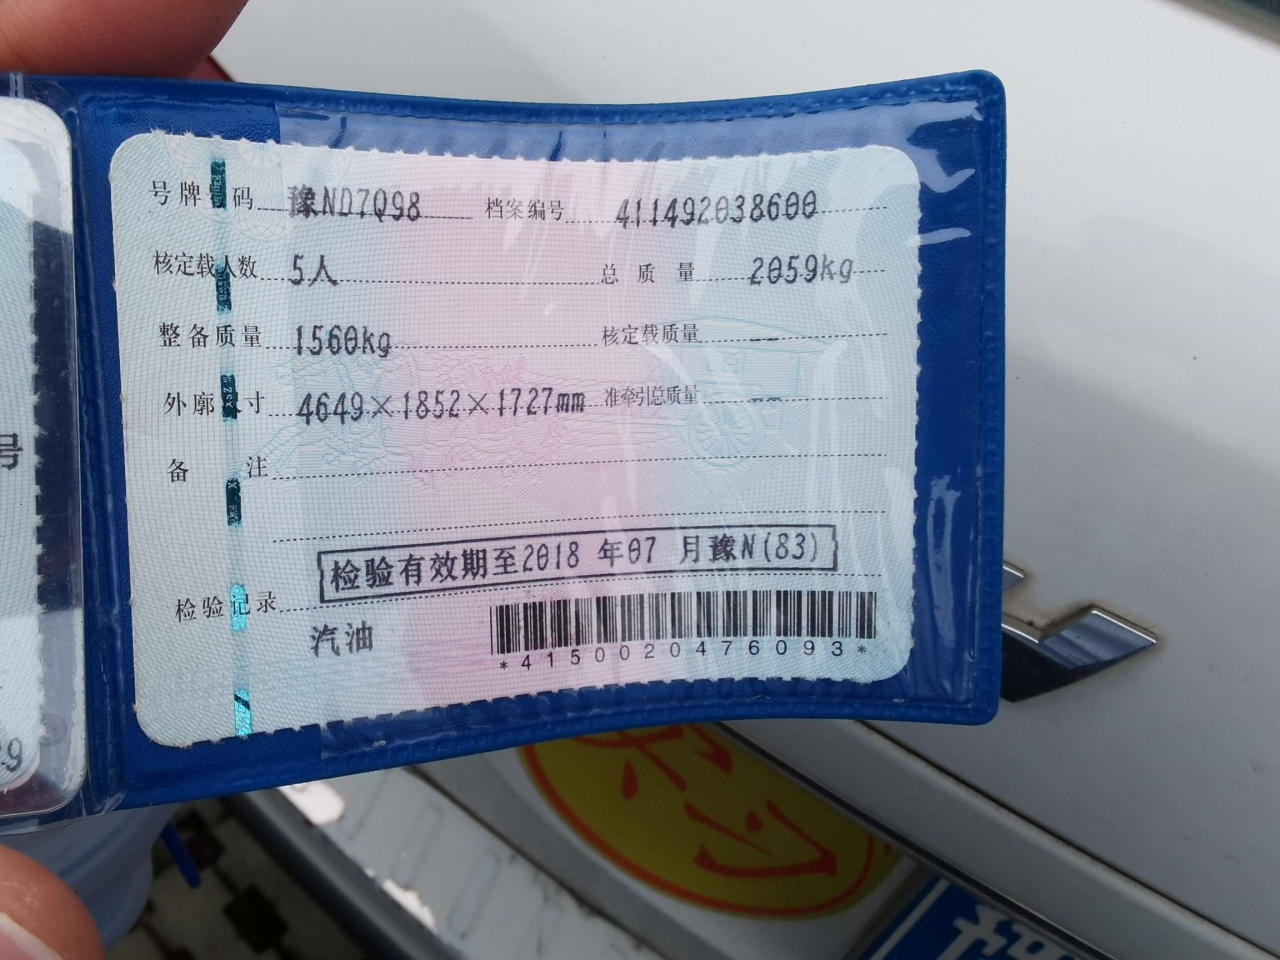 号牌号码 豫ND7Q98 档案编号 411492038600
核定载人数 5人 总质量 2059kg
整备质量 1560kg 核定载质量 --
外廓尺寸 4649×1852×1727mm 准牵引总质量 --
备注
检验有效期至2018 年07 月豫N(83)
检验记录
汽油
*4150020476093*
号
29
实习